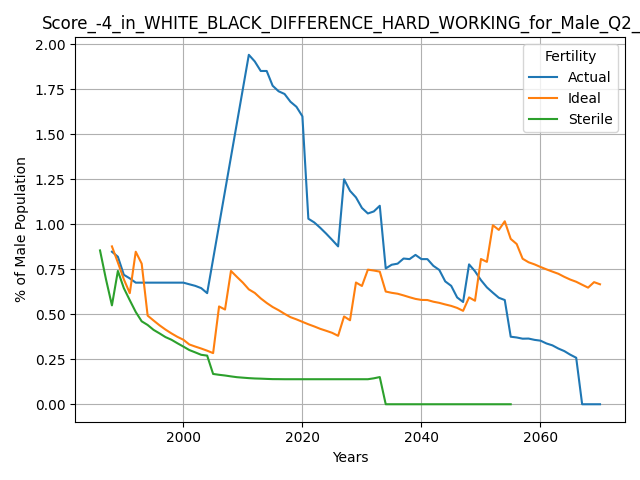 Score_-4_in_WHITE_BLACK_DIFFERENCE_HARD_WORKING_for_Male_Q2_
2.00
1.75
1.50
1.25
1.00
0.75
0.50
0.25
0.00
% of Male Population
Fertility
Actual
Ideal
Sterile
2000 2020 2040 2060
Years